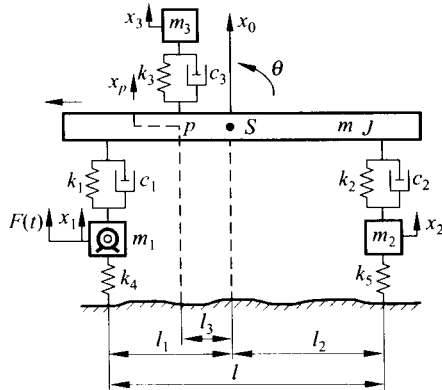 x₃ m₃ x₀
k₃ c₃ θ
xₚ
p S m J
k₁ c₁ k₂ c₂
F(t) x₁ m₁ m₂ x₂
k₄ k₅
l₃
l₁ l₂
l